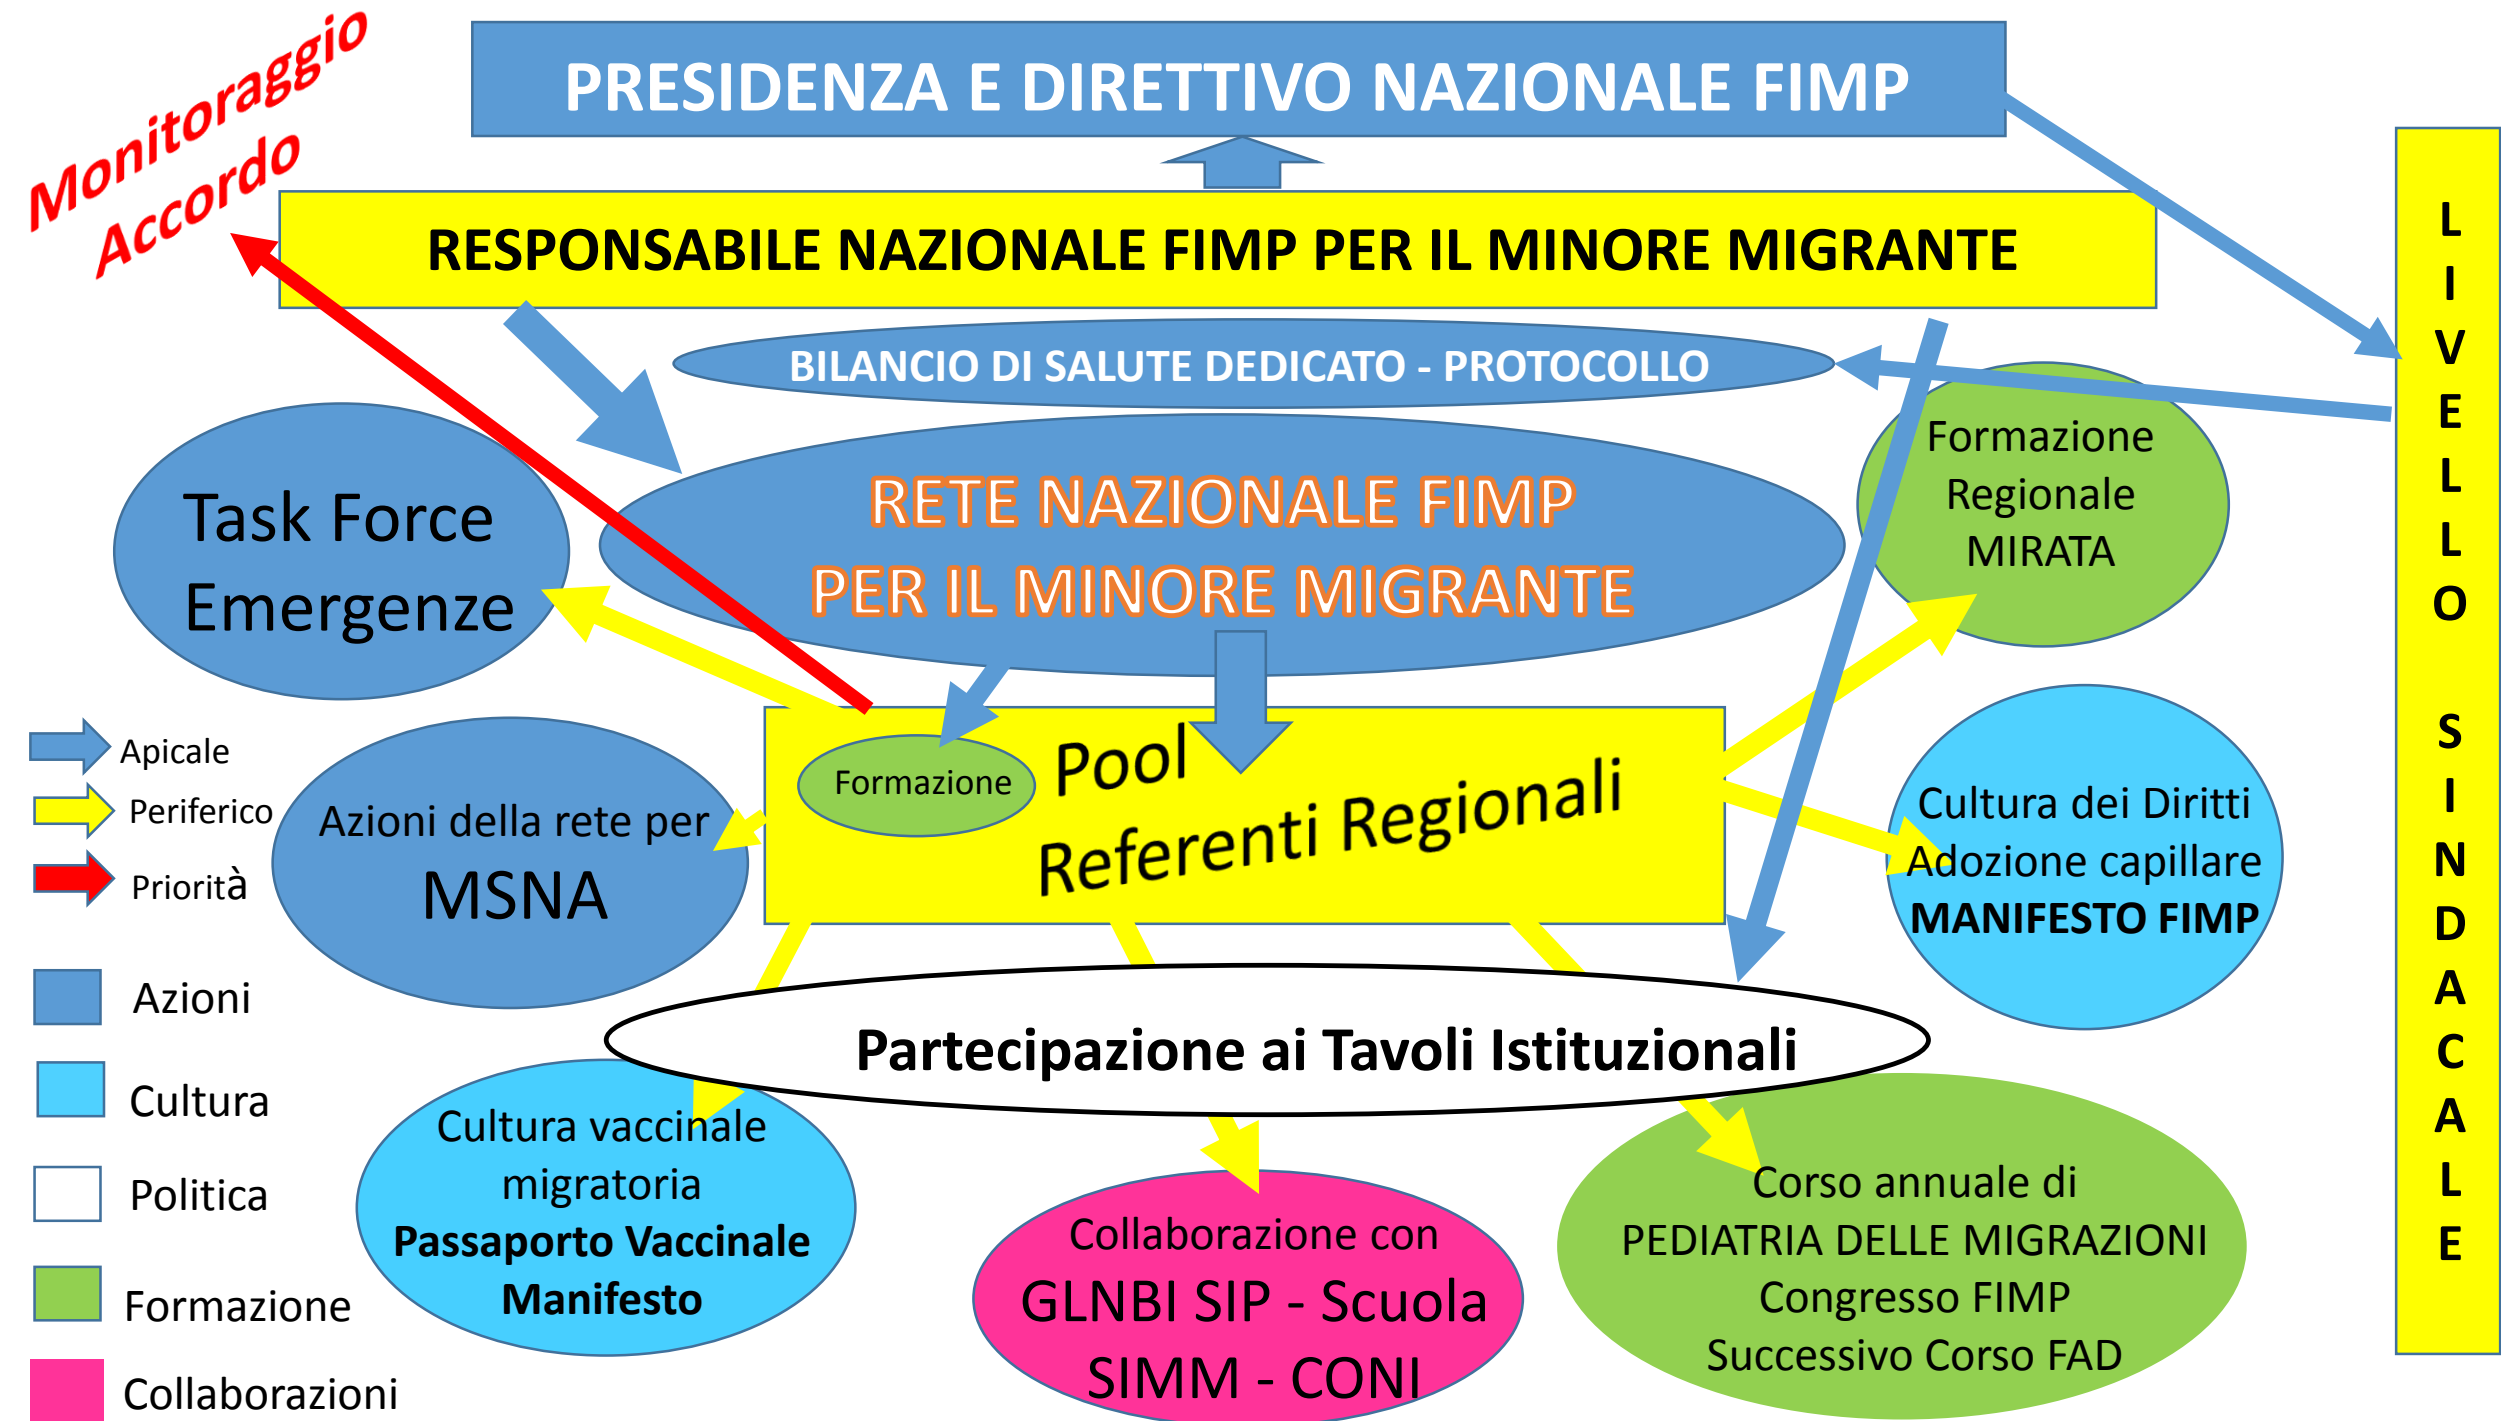 Monitoraggio
Accordo
PRESIDENZA E DIRETTIVO NAZIONALE FIMP
RESPONSABILE NAZIONALE FIMP PER IL MINORE MIGRANTE
BILANCIO DI SALUTE DEDICATO - PROTOCOLLO
RETE NAZIONALE FIMP
PER IL MINORE MIGRANTE
Task Force
Emergenze
Formazione
Regionale
MIRATA
LIVELLO SINDACALE
Formazione
Pool
Referenti Regionali
Azioni della rete per
MSNA
Cultura dei Diritti
Adozione capillare
MANIFESTO FIMP
Partecipazione ai Tavoli Istituzionali
Cultura vaccinale
migratoria
Passaporto Vaccinale
Manifesto
Collaborazione con
GLNBI SIP - Scuola
SIMM - CONI
Corso annuale di
PEDIATRIA DELLE MIGRAZIONI
Congresso FIMP
Successivo Corso FAD
Apicale
Periferico
Priorità
Azioni
Cultura
Politica
Formazione
Collaborazioni